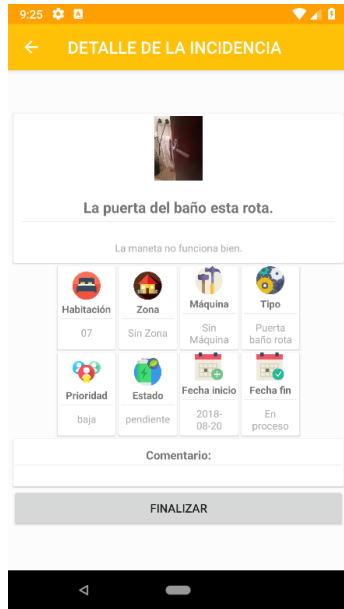 9:25
DETALLE DE LA INCIDENCIA
La puerta del baño esta rota.
La maneta no funciona bien.
Habitación Zona Máquina Tipo
07 Sin Zona Sin Puerta
Máquina baño rota
Prioridad Estado Fecha inicio Fecha fin
baja pendiente 2018- En
08-20 proceso
Comentario:
FINALIZAR